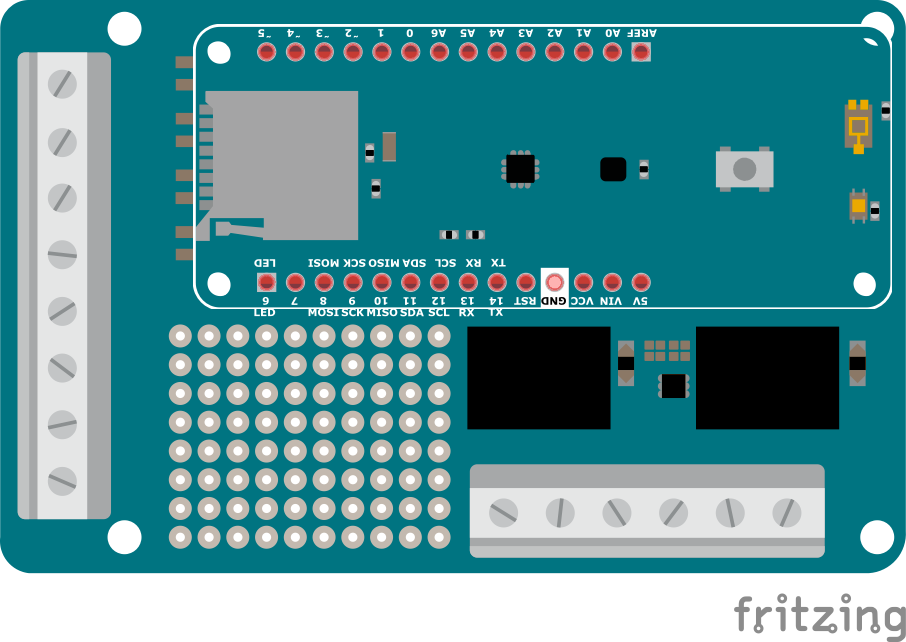 ~5 ~4 ~3 ~2 1 0 A6 A5 A4 A3 A2 A1 A0 AREF
LED MOSI SCK MISO SDA SCL RX TX
6 7 8 9 10 11 12 13 14 RST GND VCC VIN 5V
LED MOSI SCK MISO SDA SCL RX TX
fritzing